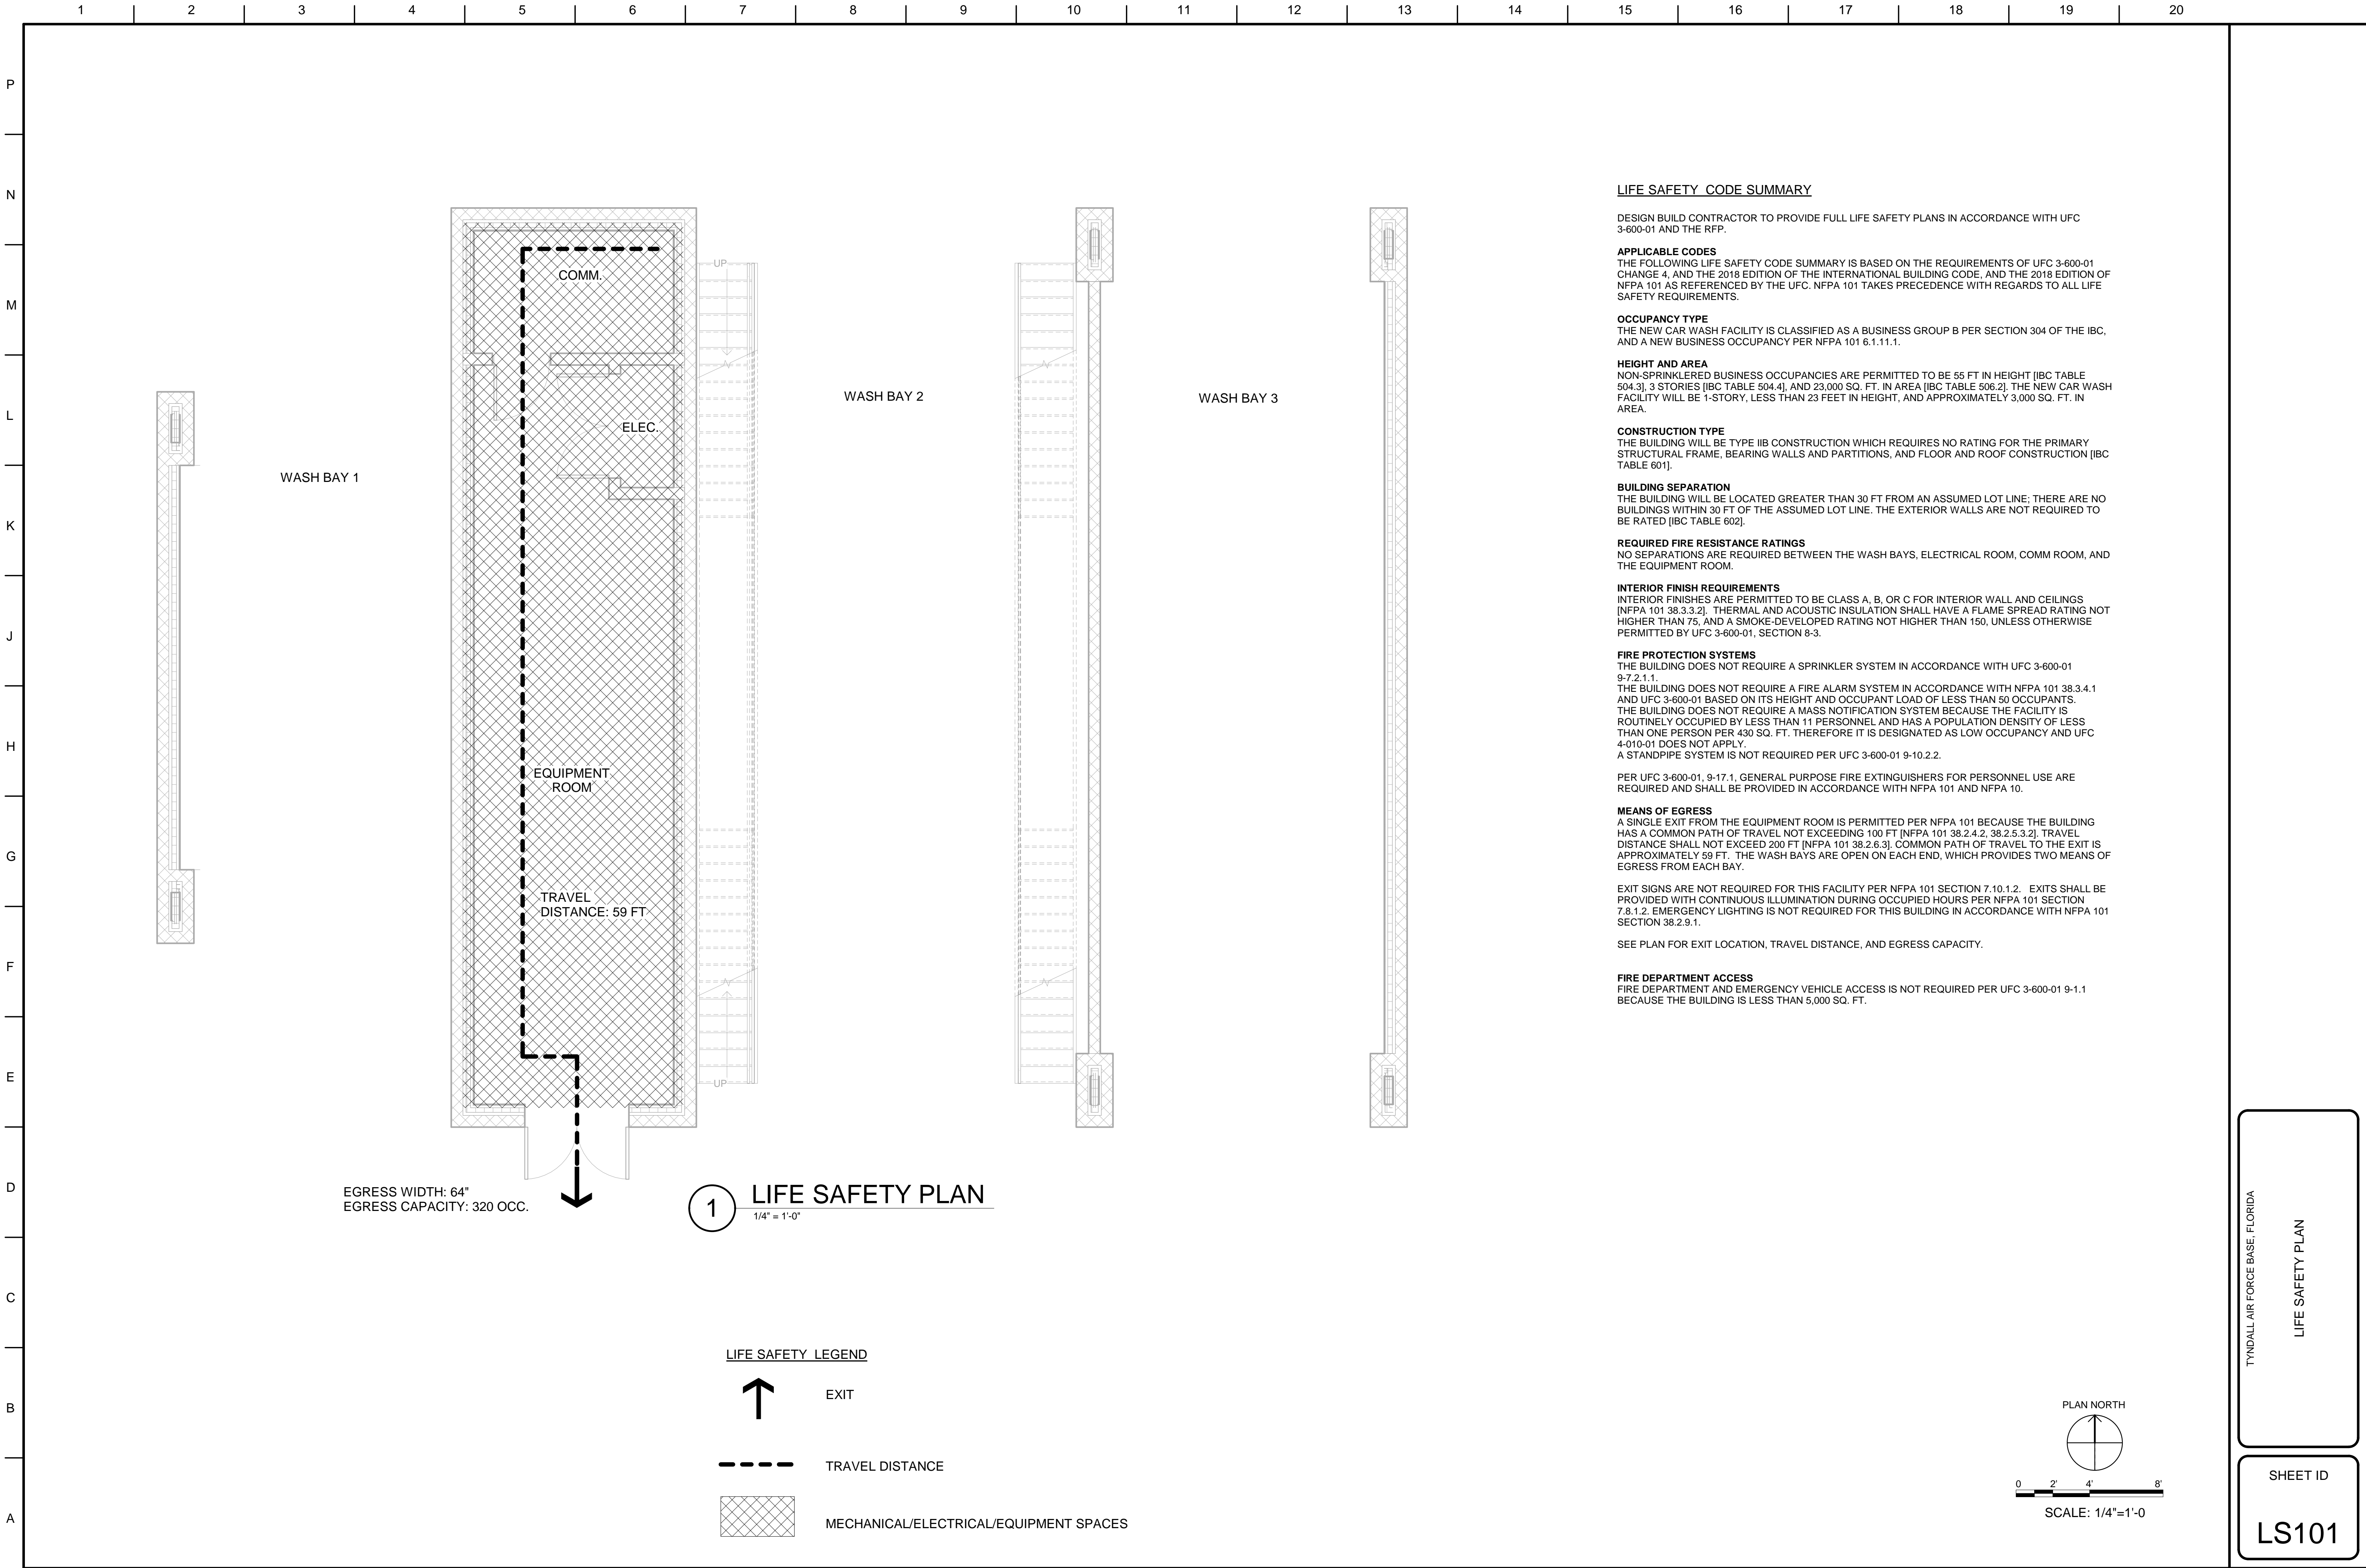 1 2 3 4 5 6 7 8 9 10 11 12 13 14 15 16 17 18 19 20
P
N
M
L
K
J
H
G
F
E
D
C
B
A
COMM.
UP
ELEC.
WASH BAY 1
WASH BAY 2
WASH BAY 3
EQUIPMENT
ROOM
TRAVEL
DISTANCE: 59 FT
UP
EGRESS WIDTH: 64"
EGRESS CAPACITY: 320 OCC.
1
LIFE SAFETY PLAN
1/4" = 1'-0"
LIFE SAFETY LEGEND
EXIT
TRAVEL DISTANCE
MECHANICAL/ELECTRICAL/EQUIPMENT SPACES
LIFE SAFETY CODE SUMMARY
DESIGN BUILD CONTRACTOR TO PROVIDE FULL LIFE SAFETY PLANS IN ACCORDANCE WITH UFC
3-600-01 AND THE RFP.
APPLICABLE CODES
THE FOLLOWING LIFE SAFETY CODE SUMMARY IS BASED ON THE REQUIREMENTS OF UFC 3-600-01
CHANGE 4, AND THE 2018 EDITION OF THE INTERNATIONAL BUILDING CODE, AND THE 2018 EDITION OF
NFPA 101 AS REFERENCED BY THE UFC. NFPA 101 TAKES PRECEDENCE WITH REGARDS TO ALL LIFE
SAFETY REQUIREMENTS.
OCCUPANCY TYPE
THE NEW CAR WASH FACILITY IS CLASSIFIED AS A BUSINESS GROUP B PER SECTION 304 OF THE IBC,
AND A NEW BUSINESS OCCUPANCY PER NFPA 101 6.1.11.1.
HEIGHT AND AREA
NON-SPRINKLERED BUSINESS OCCUPANCIES ARE PERMITTED TO BE 55 FT IN HEIGHT [IBC TABLE
504.3], 3 STORIES [IBC TABLE 504.4], AND 23,000 SQ. FT. IN AREA [IBC TABLE 506.2]. THE NEW CAR WASH
FACILITY WILL BE 1-STORY, LESS THAN 23 FEET IN HEIGHT, AND APPROXIMATELY 3,000 SQ. FT. IN
AREA.
CONSTRUCTION TYPE
THE BUILDING WILL BE TYPE IIB CONSTRUCTION WHICH REQUIRES NO RATING FOR THE PRIMARY
STRUCTURAL FRAME, BEARING WALLS AND PARTITIONS, AND FLOOR AND ROOF CONSTRUCTION [IBC
TABLE 601].
BUILDING SEPARATION
THE BUILDING WILL BE LOCATED GREATER THAN 30 FT FROM AN ASSUMED LOT LINE; THERE ARE NO
BUILDINGS WITHIN 30 FT OF THE ASSUMED LOT LINE. THE EXTERIOR WALLS ARE NOT REQUIRED TO
BE RATED [IBC TABLE 602].
REQUIRED FIRE RESISTANCE RATINGS
NO SEPARATIONS ARE REQUIRED BETWEEN THE WASH BAYS, ELECTRICAL ROOM, COMM ROOM, AND
THE EQUIPMENT ROOM.
INTERIOR FINISH REQUIREMENTS
INTERIOR FINISHES ARE PERMITTED TO BE CLASS A, B, OR C FOR INTERIOR WALL AND CEILINGS
[NFPA 101 38.3.3.2]. THERMAL AND ACOUSTIC INSULATION SHALL HAVE A FLAME SPREAD RATING NOT
HIGHER THAN 75, AND A SMOKE-DEVELOPED RATING NOT HIGHER THAN 150, UNLESS OTHERWISE
PERMITTED BY UFC 3-600-01, SECTION 8-3.
FIRE PROTECTION SYSTEMS
THE BUILDING DOES NOT REQUIRE A SPRINKLER SYSTEM IN ACCORDANCE WITH UFC 3-600-01
9-7.2.1.1.
THE BUILDING DOES NOT REQUIRE A FIRE ALARM SYSTEM IN ACCORDANCE WITH NFPA 101 38.3.4.1
AND UFC 3-600-01 BASED ON ITS HEIGHT AND OCCUPANT LOAD OF LESS THAN 50 OCCUPANTS.
THE BUILDING DOES NOT REQUIRE A MASS NOTIFICATION SYSTEM BECAUSE THE FACILITY IS
ROUTINELY OCCUPIED BY LESS THAN 11 PERSONNEL AND HAS A POPULATION DENSITY OF LESS
THAN ONE PERSON PER 430 SQ. FT. THEREFORE IT IS DESIGNATED AS LOW OCCUPANCY AND UFC
4-010-01 DOES NOT APPLY.
A STANDPIPE SYSTEM IS NOT REQUIRED PER UFC 3-600-01 9-10.2.2.
PER UFC 3-600-01, 9-17.1, GENERAL PURPOSE FIRE EXTINGUISHERS FOR PERSONNEL USE ARE
REQUIRED AND SHALL BE PROVIDED IN ACCORDANCE WITH NFPA 101 AND NFPA 10.
MEANS OF EGRESS
A SINGLE EXIT FROM THE EQUIPMENT ROOM IS PERMITTED PER NFPA 101 BECAUSE THE BUILDING
HAS A COMMON PATH OF TRAVEL NOT EXCEEDING 100 FT [NFPA 101 38.2.4.2, 38.2.5.3.2]. TRAVEL
DISTANCE SHALL NOT EXCEED 200 FT [NFPA 101 38.2.6.3]. COMMON PATH OF TRAVEL TO THE EXIT IS
APPROXIMATELY 59 FT. THE WASH BAYS ARE OPEN ON EACH END, WHICH PROVIDES TWO MEANS OF
EGRESS FROM EACH BAY.
EXIT SIGNS ARE NOT REQUIRED FOR THIS FACILITY PER NFPA 101 SECTION 7.10.1.2. EXITS SHALL BE
PROVIDED WITH CONTINUOUS ILLUMINATION DURING OCCUPIED HOURS PER NFPA 101 SECTION
7.8.1.2. EMERGENCY LIGHTING IS NOT REQUIRED FOR THIS BUILDING IN ACCORDANCE WITH NFPA 101
SECTION 38.2.9.1.
SEE PLAN FOR EXIT LOCATION, TRAVEL DISTANCE, AND EGRESS CAPACITY.
FIRE DEPARTMENT ACCESS
FIRE DEPARTMENT AND EMERGENCY VEHICLE ACCESS IS NOT REQUIRED PER UFC 3-600-01 9-1.1
BECAUSE THE BUILDING IS LESS THAN 5,000 SQ. FT.
PLAN NORTH
0 2' 4' 8'
SCALE: 1/4"=1'-0
TYNDALL AIR FORCE BASE, FLORIDA
LIFE SAFETY PLAN
SHEET ID
LS101